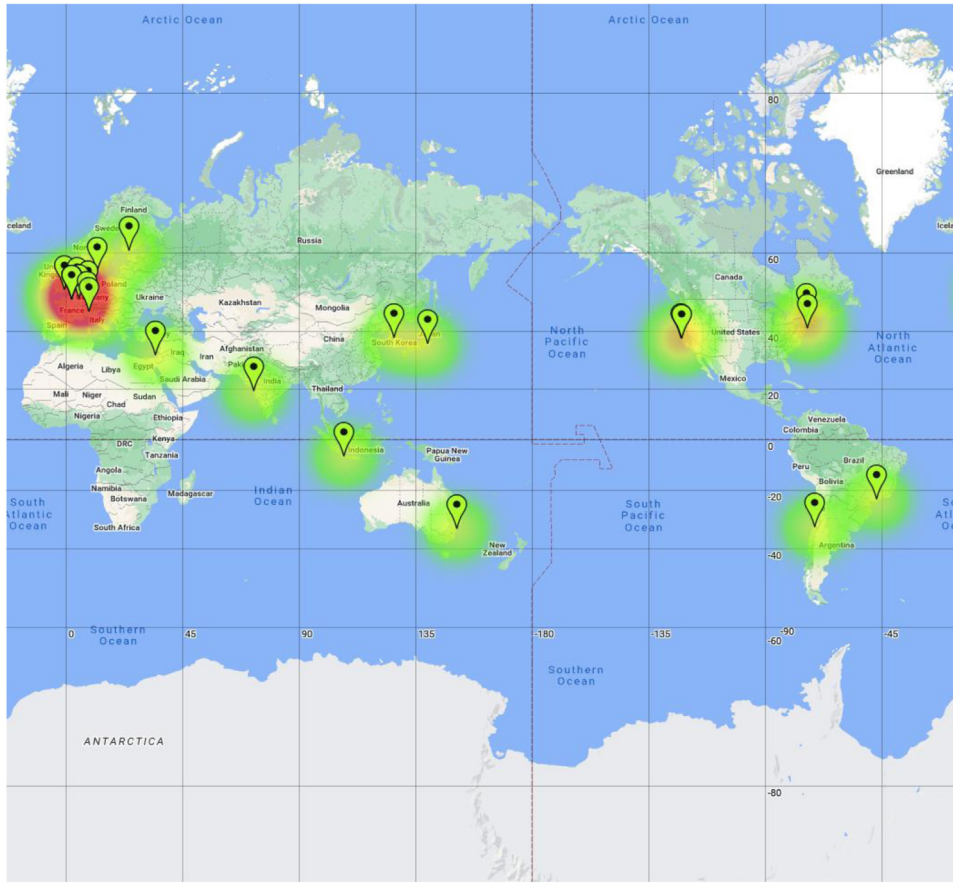 Arctic Ocean
Arctic Ocean
80
Greenland
celand
Finland
Russia
60
Canada
Poland
Ukraine
Kazakhstan
Mongolia
North
Pacific
Ocean
France
Italy
Spain
South Korea
United States
40
North
Atlantic
Ocean
Iraq
Iran
Afghanistan
China
Algeria
Libya
Egypt
Saudi Arabia
India
Mexico
Mali
Niger
Chad
Sudan
Thailand
20
Nigeria
Ethiopia
Venezuela
Colombia
DRC
Kenya
Tanzania
Indonesia
Papua New
Guinea
0
Peru
Brazil
Bolivia
Angola
Namibia
Botswana
Madagascar
South
Atlantic
Ocean
Indian
Ocean
Australia
South
Pacific
Ocean
-20
South Africa
New
Zealand
-40
Argentina
0
45
90
135
-180
-135
-90
-45
-60
Southern
Ocean
Southern
Ocean
ANTARCTICA
-80